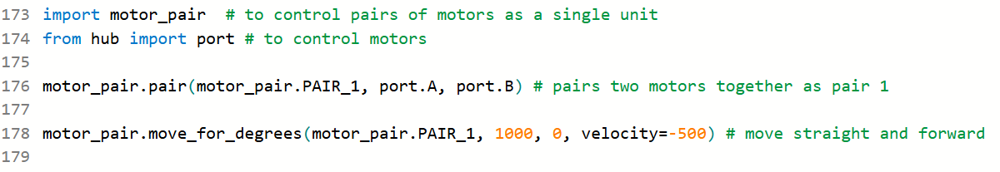 173 import motor_pair  # to control pairs of motors as a single unit
174 from hub import port # to control motors
175
176 motor_pair.pair(motor_pair.PAIR_1, port.A, port.B) # pairs two motors together as pair 1
177
178 motor_pair.move_for_degrees(motor_pair.PAIR_1, 1000, 0, velocity=-500) # move straight and forward
179